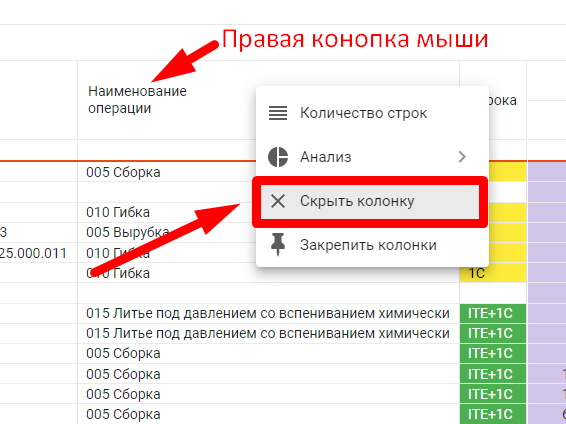 Правая конопка мыши
Наименование
операции
рока
Количество строк
Анализ
Скрыть колонку
Закрепить колонки
005 Сборка
010 Гибка
3 005 Вырубка
25.000.011 010 Гибка
010 Гибка 1С
015 Литье под давлением со вспениванием химически ITE+1C
015 Литье под давлением со вспениванием химически ITE+1C
005 Сборка ITE+1C
005 Сборка ITE+1C 1
005 Сборка ITE+1C 1
005 Сборка ITE+1C 6